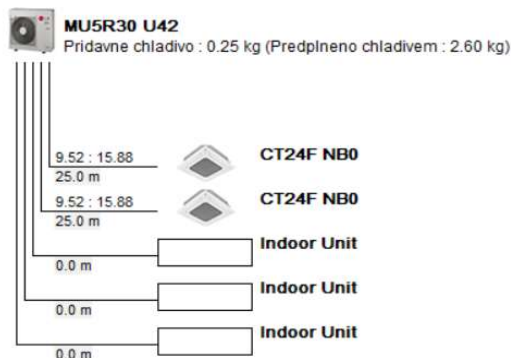 MU5R30 U42
Pridavne chladivo : 0.25 kg (Predplneno chladivem : 2.60 kg)
9.52 : 15.88
CT24F NB0
25.0 m
9.52 : 15.88
CT24F NB0
25.0 m
Indoor Unit
0.0 m
Indoor Unit
0.0 m
Indoor Unit
0.0 m